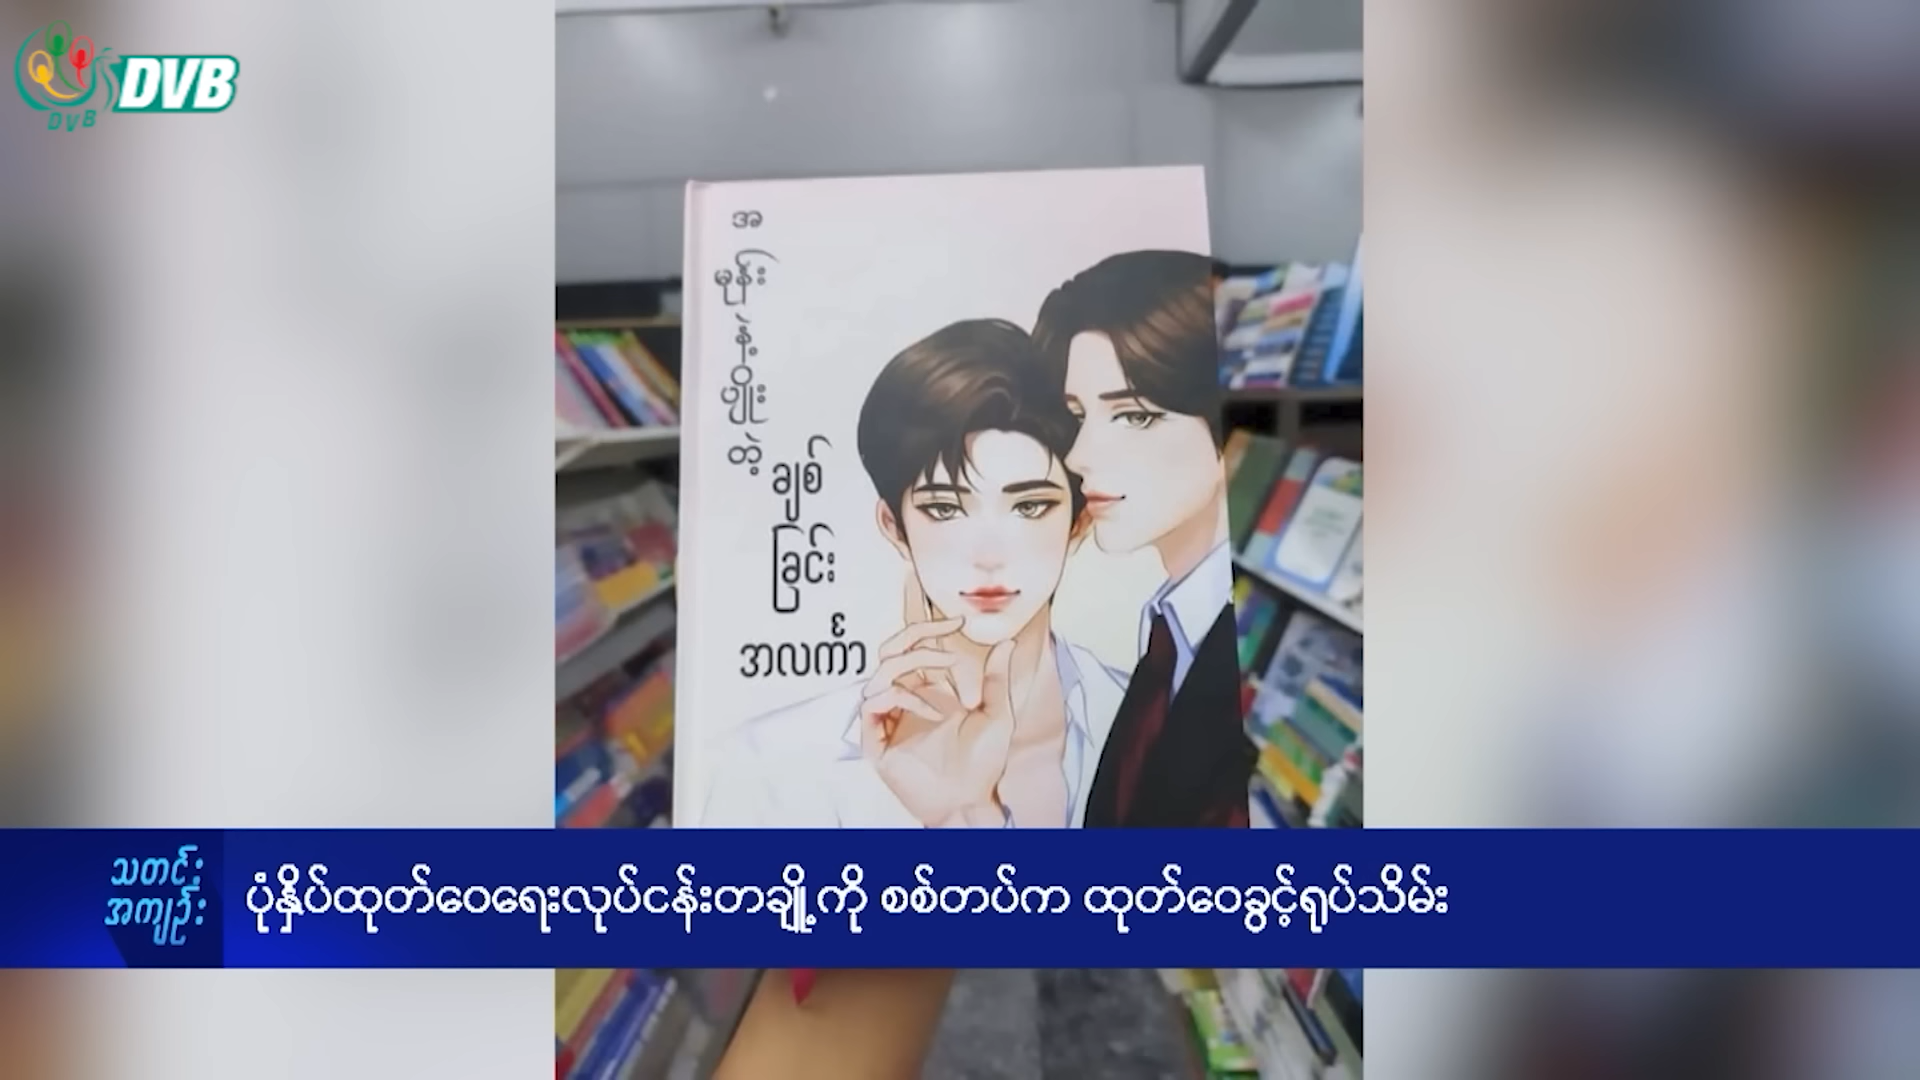 DVB
DVB
အ
မုန်း
နဲ့
ဖျိုး
တဲ့
ချစ်
ခြင်း
အလင်္ကာ
သတင်း
အကျဉ်း
ပုံနှိပ်ထုတ်ဝေရေးလုပ်ငန်းတချို့ကို စစ်တပ်က ထုတ်ဝေခွင့်ရုပ်သိမ်း